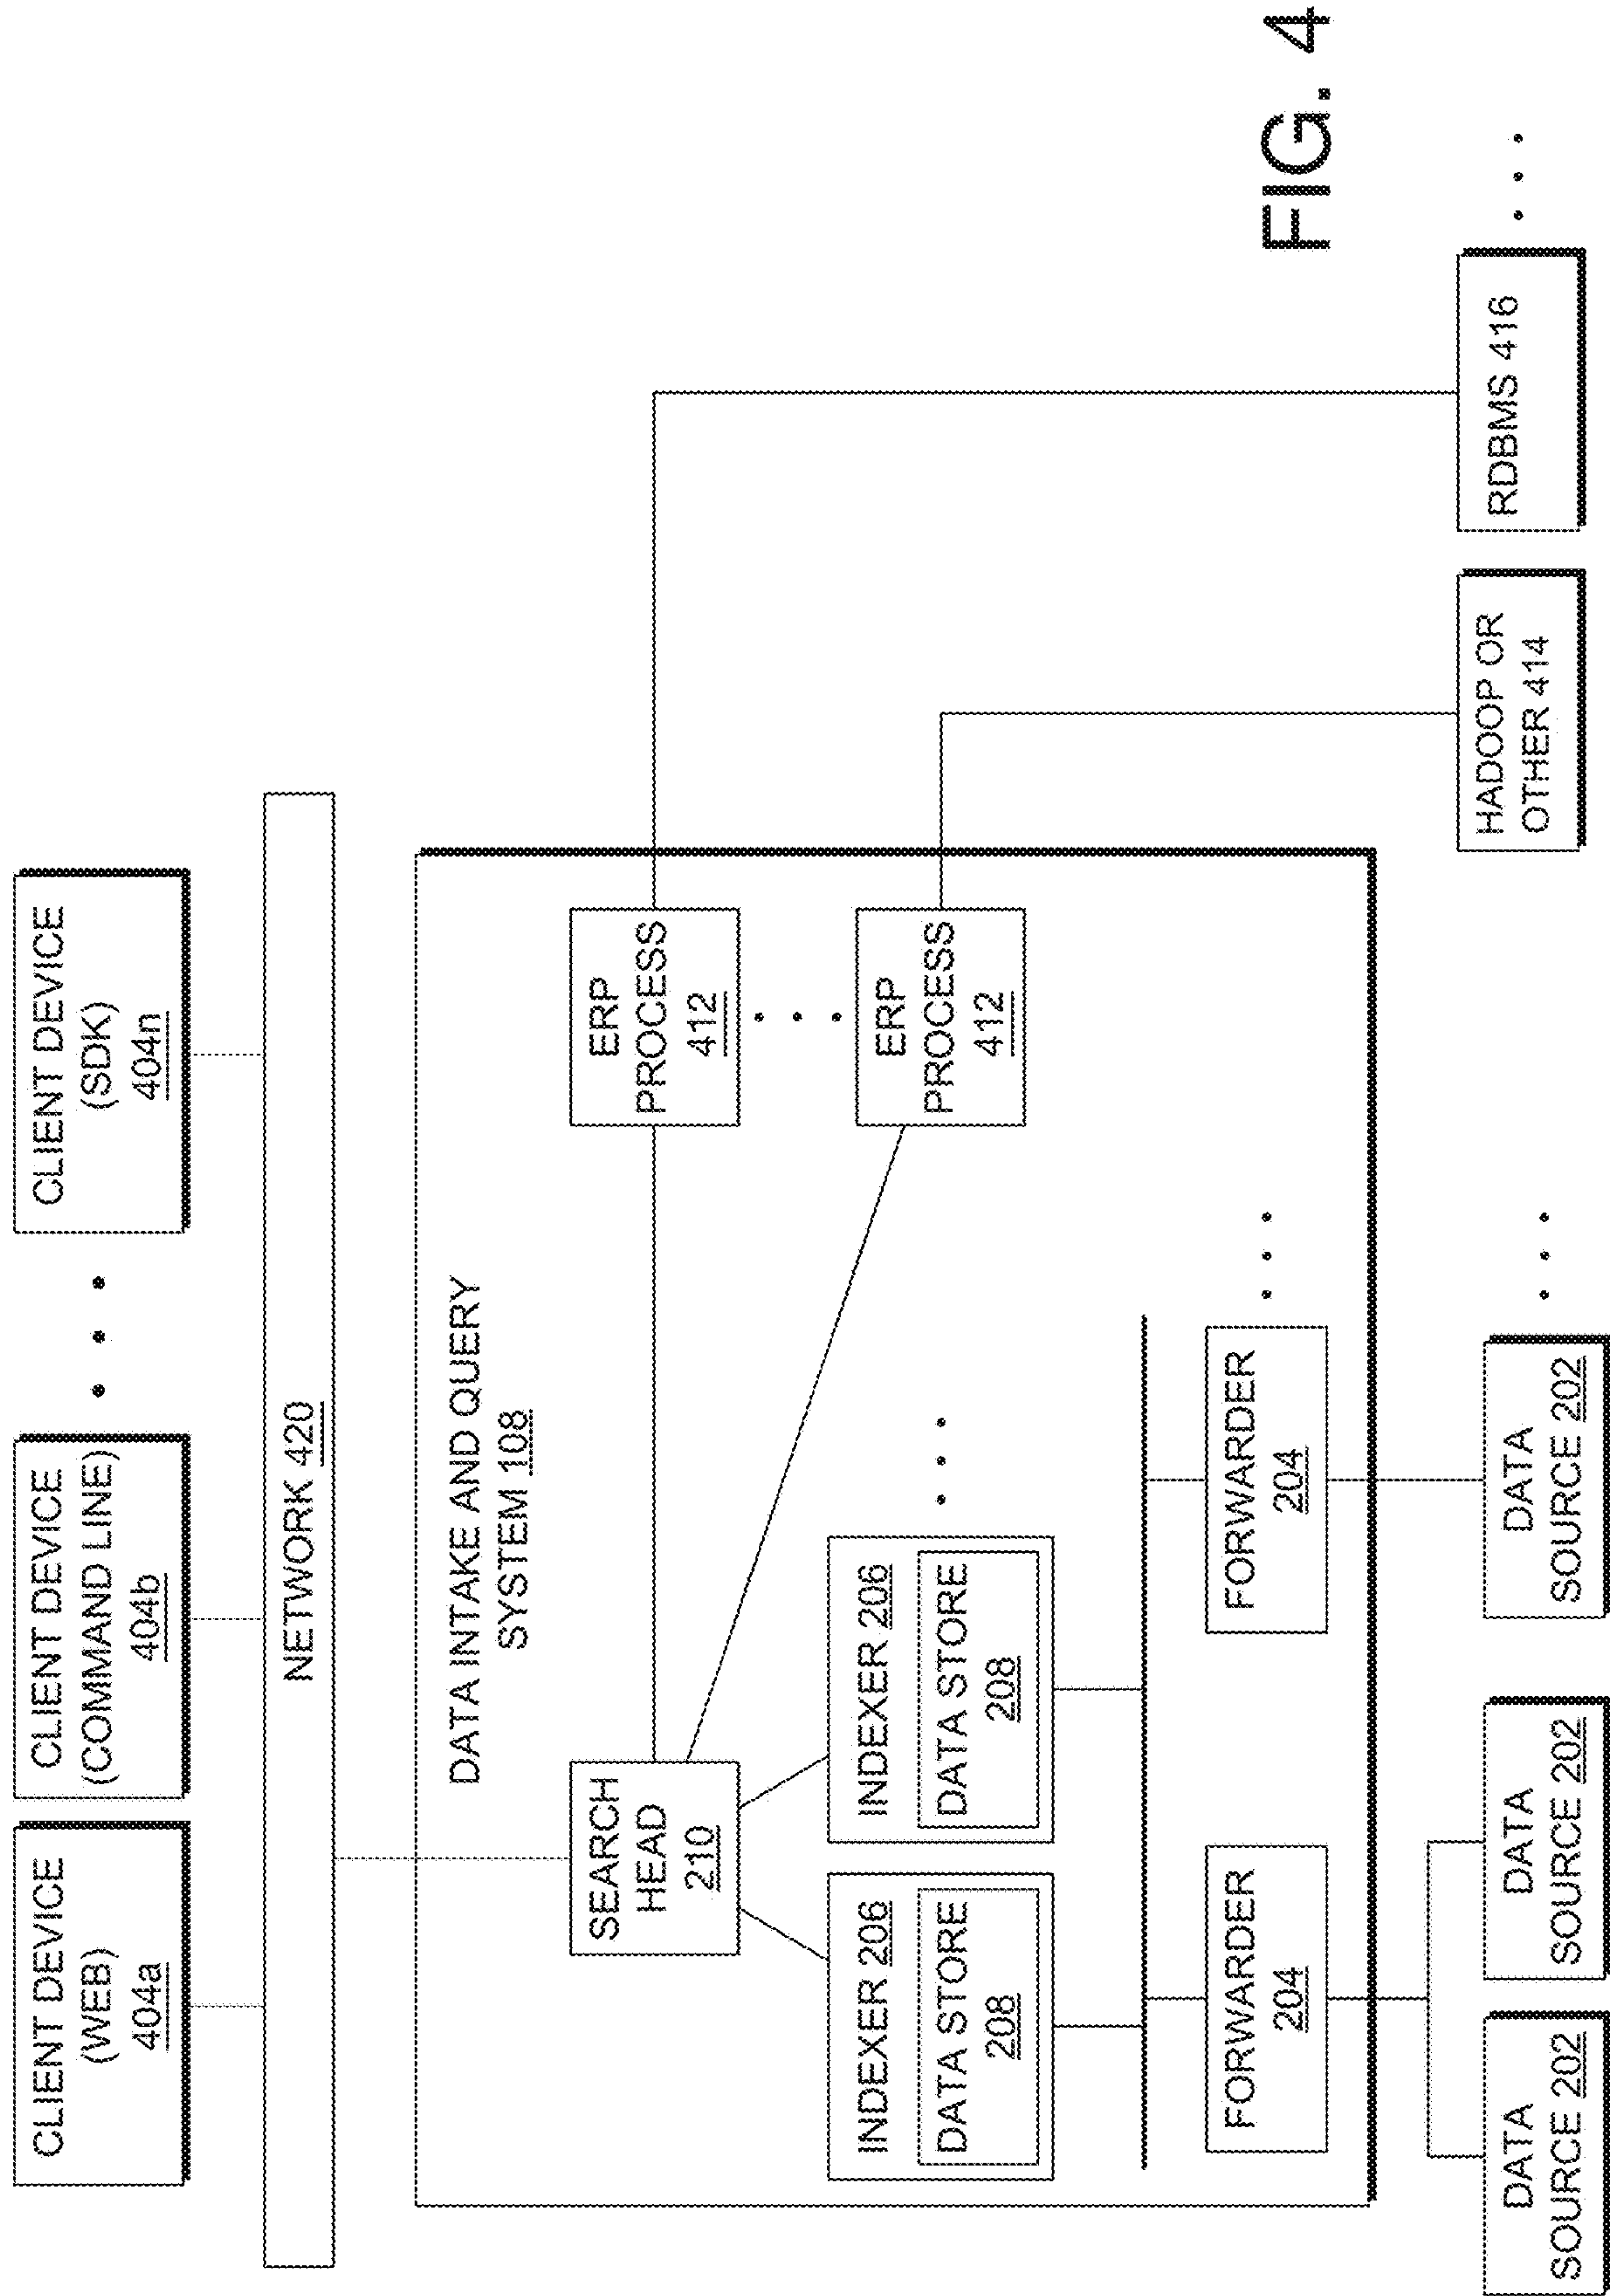 CLIENT DEVICE
(WEB)
404a
CLIENT DEVICE
(COMMAND LINE)
404b
CLIENT DEVICE
(SDK)
404n
NETWORK 420
DATA INTAKE AND QUERY
SYSTEM 108
SEARCH
HEAD
210
ERP
PROCESS
412
ERP
PROCESS
412
INDEXER 206
DATA STORE
208
INDEXER 206
DATA STORE
208
FORWARDER
204
FORWARDER
204
DATA
SOURCE 202
DATA
SOURCE 202
DATA
SOURCE 202
HADOOP OR
OTHER 414
RDBMS 416
FIG. 4